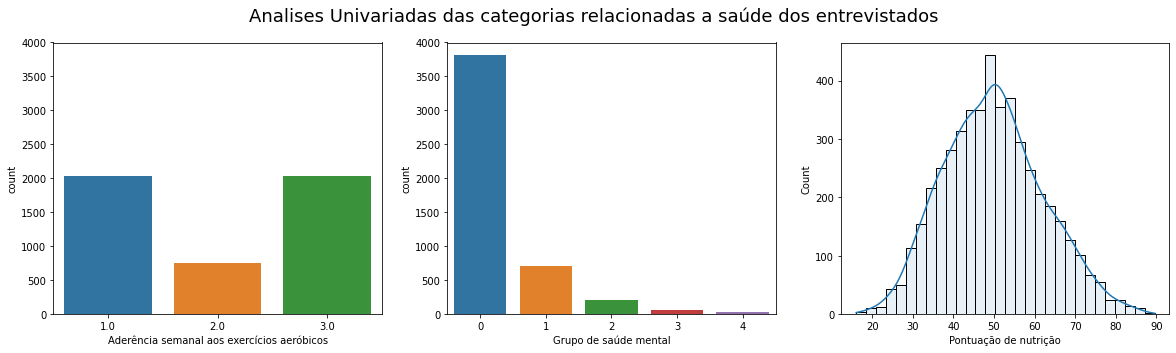 Analises Univariadas das categorias relacionadas a saúde dos entrevistados
4000
3500
3000
2500
2000
1500
1000
500
0
count
1.0 2.0 3.0
Aderência semanal aos exercícios aeróbicos
4000
3500
3000
2500
2000
1500
1000
500
0
count
0 1 2 3 4
Grupo de saúde mental
400
300
200
100
0
Count
20 30 40 50 60 70 80 90
Pontuação de nutrição